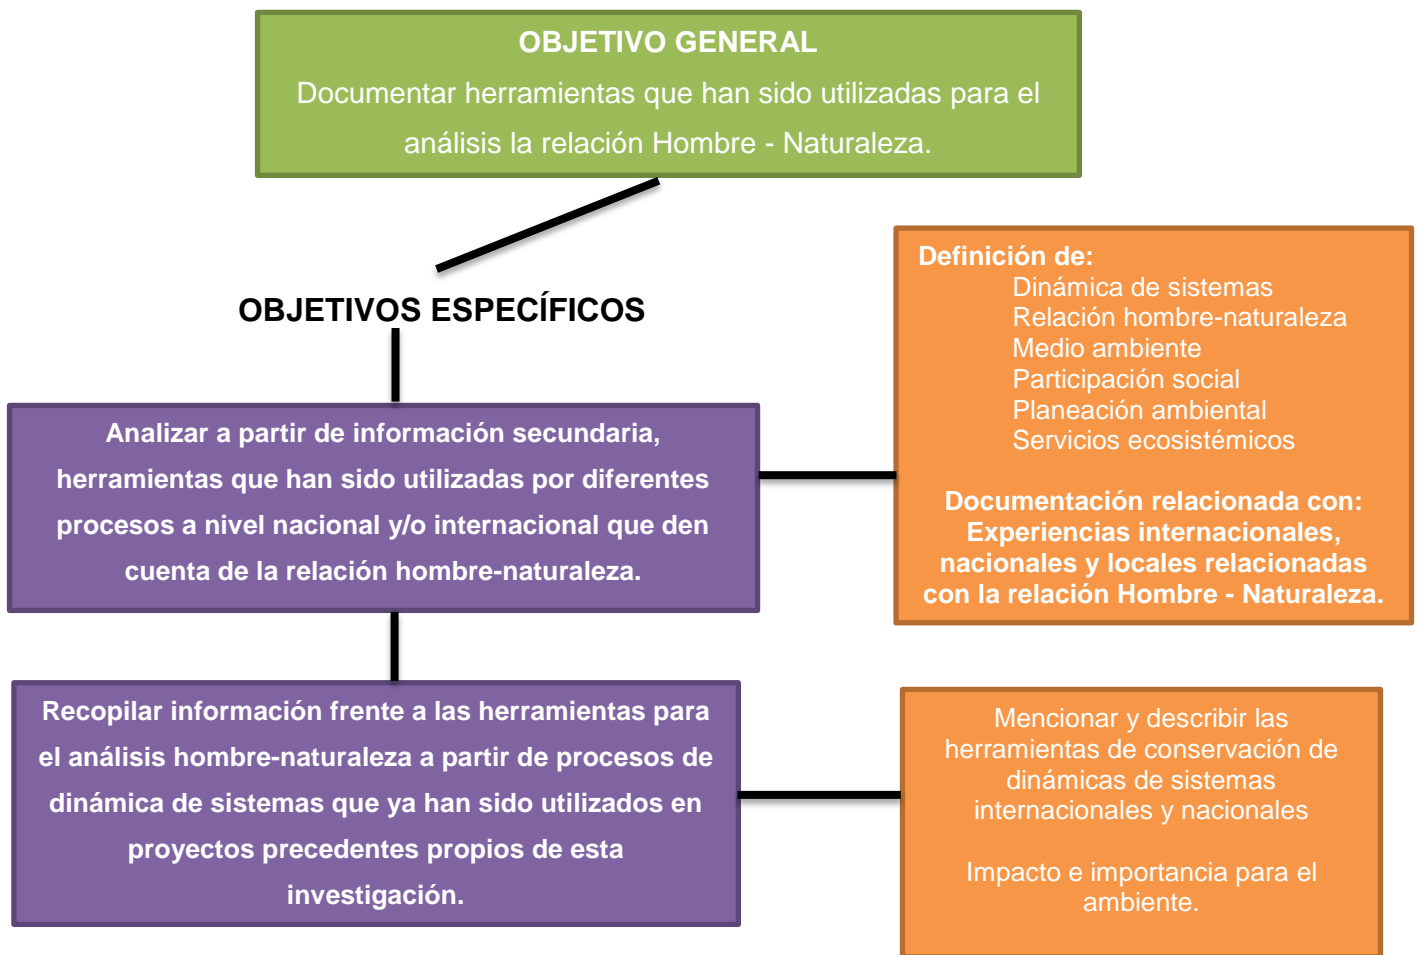 OBJETIVO GENERAL
Documentar herramientas que han sido utilizadas para el
análisis la relación Hombre - Naturaleza.
OBJETIVOS ESPECÍFICOS
Analizar a partir de información secundaria,
herramientas que han sido utilizadas por diferentes
procesos a nivel nacional y/o internacional que den
cuenta de la relación hombre-naturaleza.
Definición de:
Dinámica de sistemas
Relación hombre-naturaleza
Medio ambiente
Participación social
Planeación ambiental
Servicios ecosistémicos
Documentación relacionada con:
Experiencias internacionales,
nacionales y locales relacionadas
con la relación Hombre - Naturaleza.
Recopilar información frente a las herramientas para
el análisis hombre-naturaleza a partir de procesos de
dinámica de sistemas que ya han sido utilizados en
proyectos precedentes propios de esta
investigación.
Mencionar y describir las
herramientas de conservación de
dinámicas de sistemas
internacionales y nacionales
Impacto e importancia para el
ambiente.